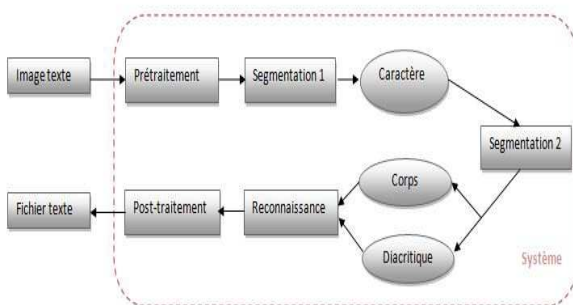 Image texte
Prétraitement
Segmentation 1
Caractère
Segmentation 2
Corps
Diacritique
Reconnaissance
Post-traitement
Fichier texte
Système